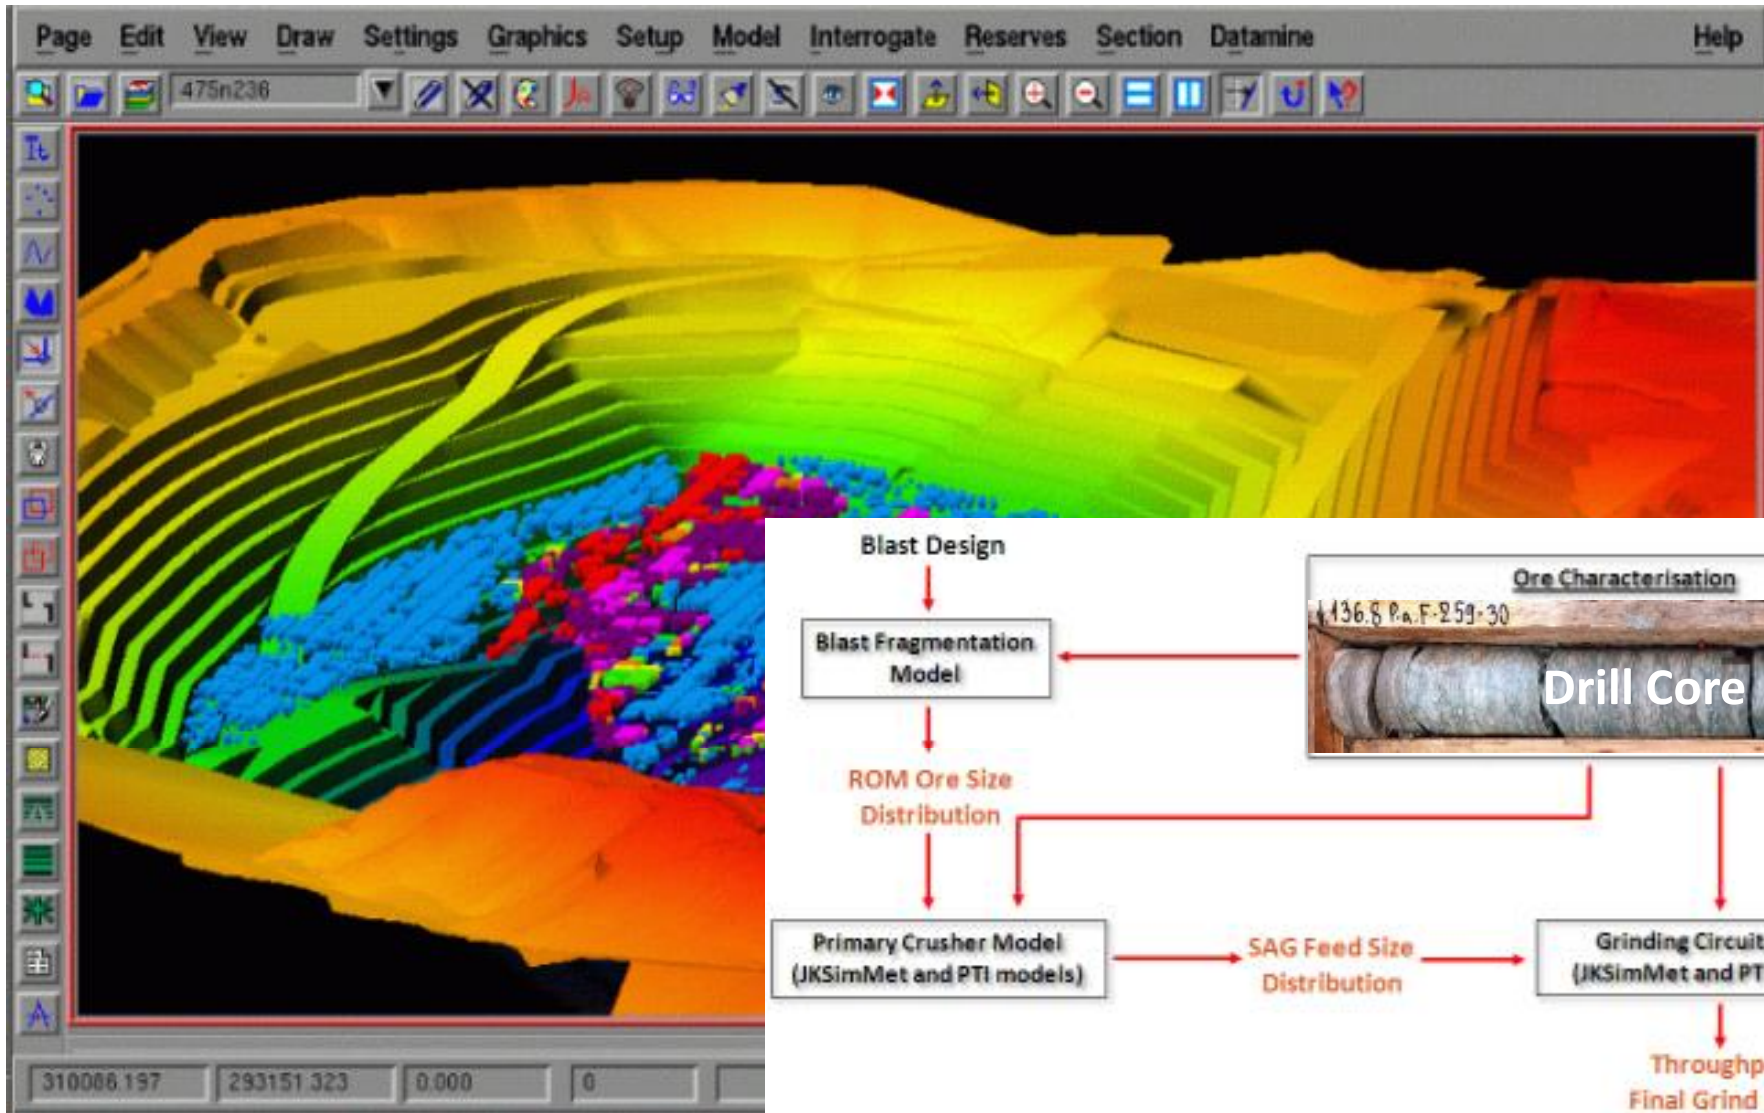 Page Edit View Draw Settings Graphics Setup Model Interrogate Reserves Section Datamine Help
475n236
Blast Design
Ore Characterisation
Blast Fragmentation
Model
Drill Core
ROM Ore Size
Distribution
Primary Crusher Model
(JKSimMet and PTI models)
SAG Feed Size
Distribution
Grinding Circuit
(JKSimMet and PT
Throughp
Final Grind
310086.197 293151.323 0.000 0